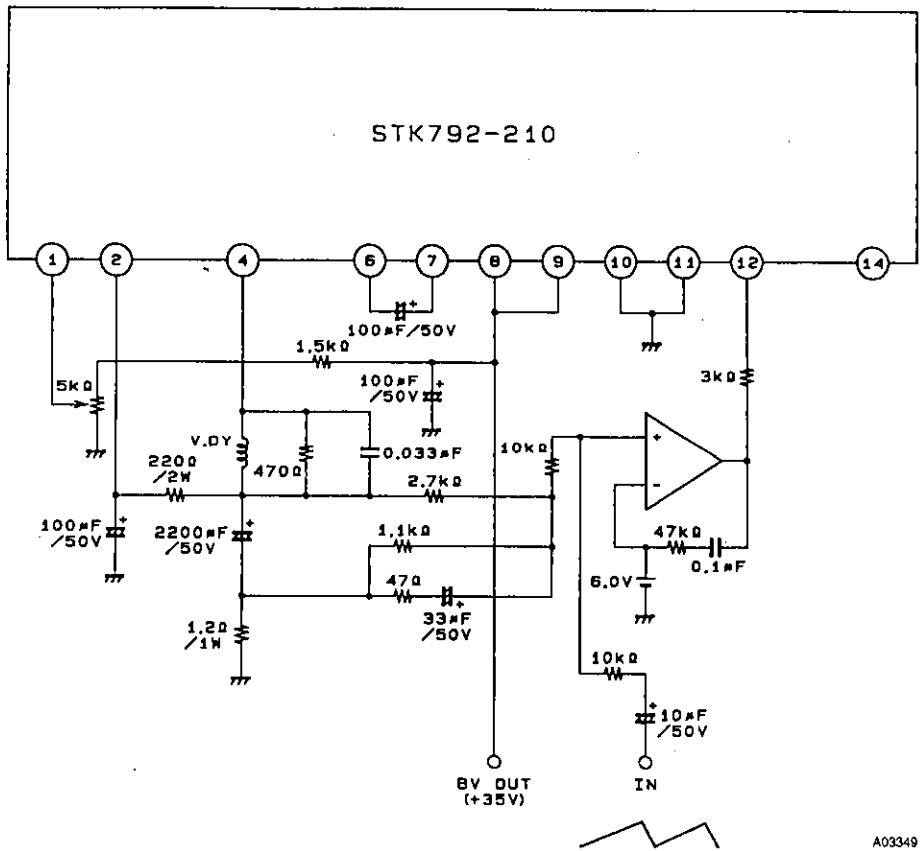 STK792-210
1 2 4 6 7 8 9 10 11 12 14
+
100μF/50V
1.5kΩ
5kΩ
100μF
/50V
+
3kΩ
V.DY
470Ω
0.033μF
10kΩ
+
−
220Ω
/2W
2.7kΩ
100μF
/50V
+
2200μF
/50V
+
1.1kΩ
47kΩ
0.1μF
47Ω
33μF
/50V
+
6.0V
1.2Ω
/1W
10kΩ
+
10μF
/50V
BV OUT
(+35V)
IN
A03349